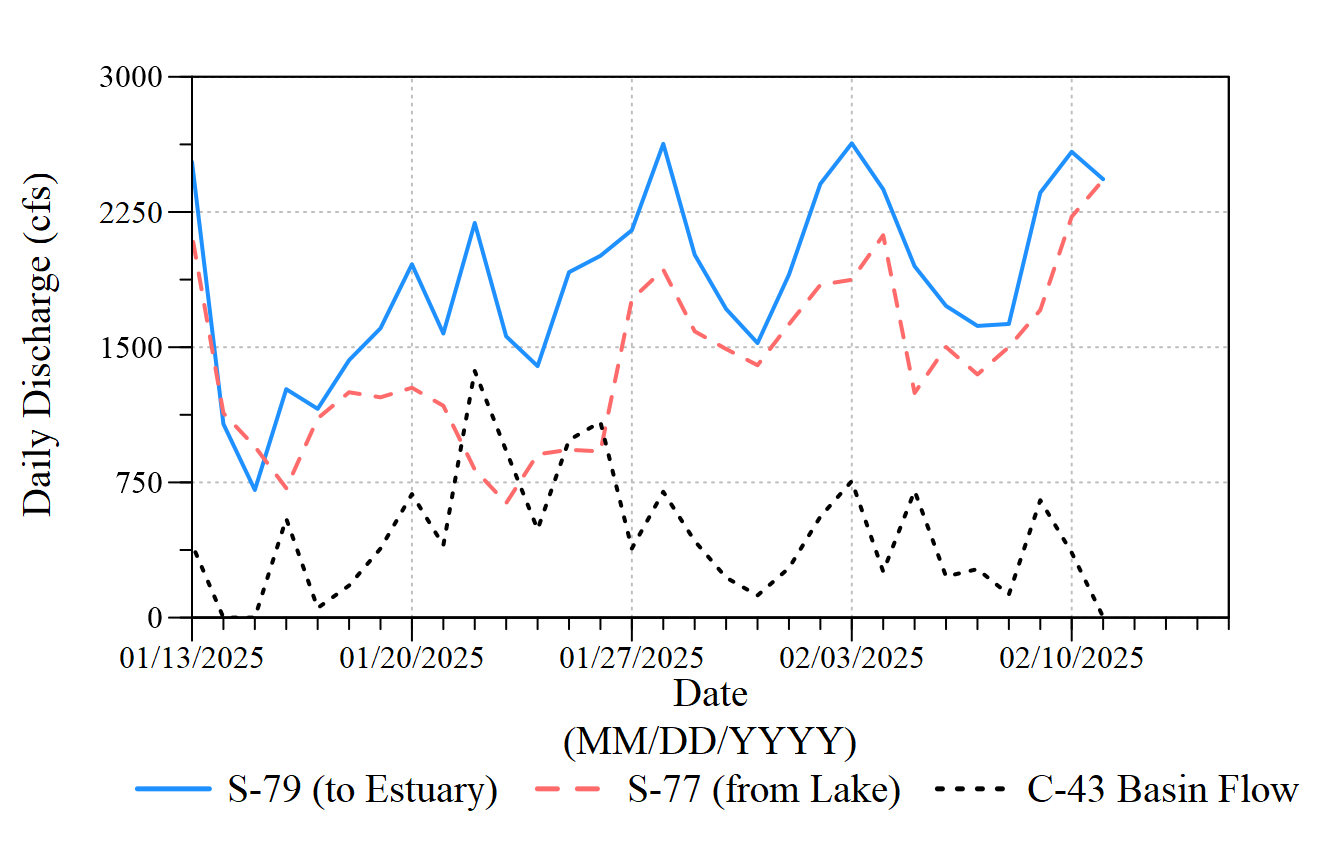 3000
2250
1500
750
0
Daily Discharge (cfs)
01/13/2025 01/20/2025 01/27/2025 02/03/2025 02/10/2025
Date
(MM/DD/YYYY)
S-79 (to Estuary) S-77 (from Lake) C-43 Basin Flow